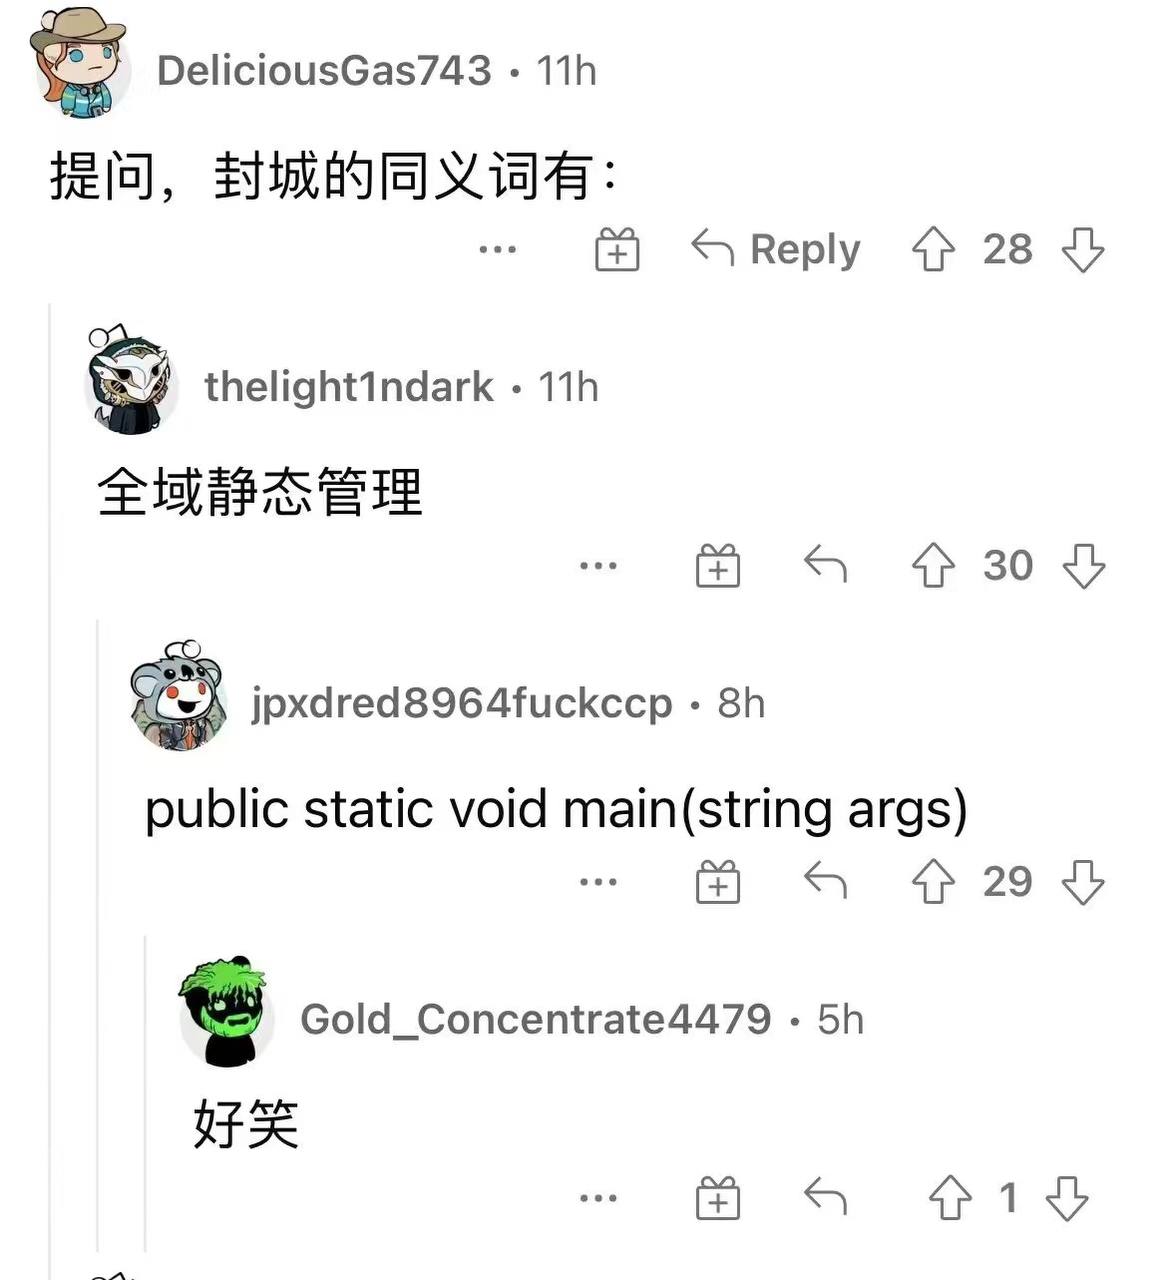 DeliciousGas743 · 11h
提问，封城的同义词有：
... Reply 28
thelight1ndark · 11h
全域静态管理
... 30
jpxdred8964fuckccp · 8h
public static void main(string args)
... 29
Gold_Concentrate4479 · 5h
好笑
... 1